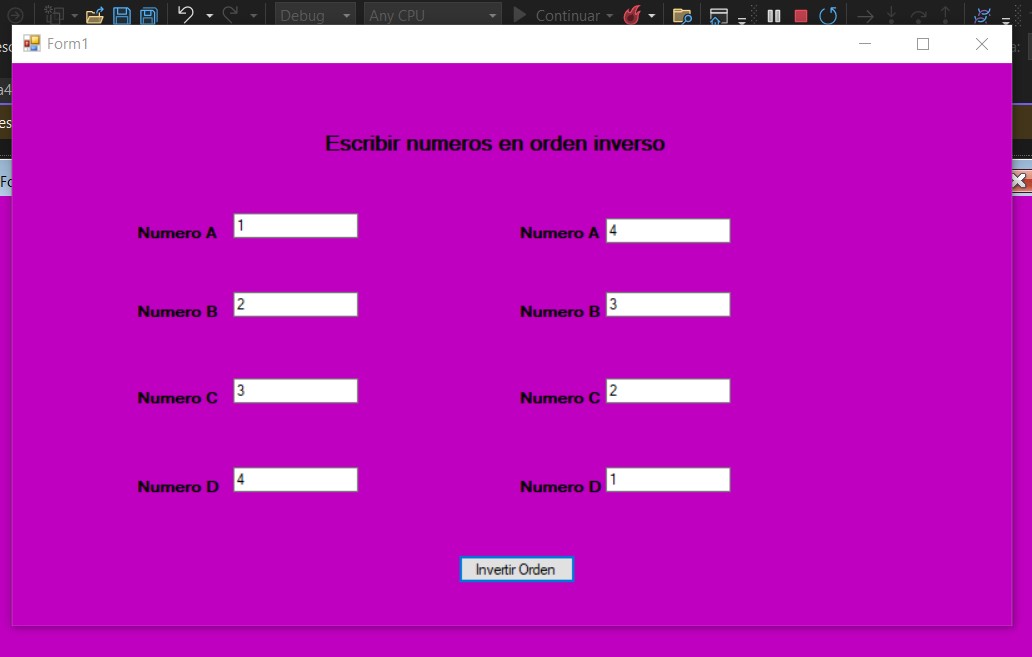 Debug Any CPU Continuar
Form1
Escribir numeros en orden inverso
Numero A 1 Numero A 4
Numero B 2 Numero B 3
Numero C 3 Numero C 2
Numero D 4 Numero D 1
Invertir Orden